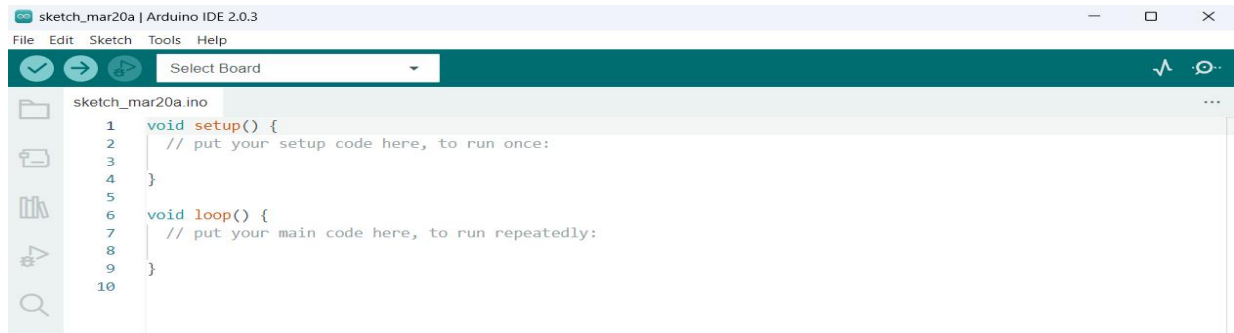 sketch_mar20a | Arduino IDE 2.0.3
File Edit Sketch Tools Help
Select Board
sketch_mar20a.ino
1 void setup() {
2 // put your setup code here, to run once:
3
4 }
5
6 void loop() {
7 // put your main code here, to run repeatedly:
8
9 }
10